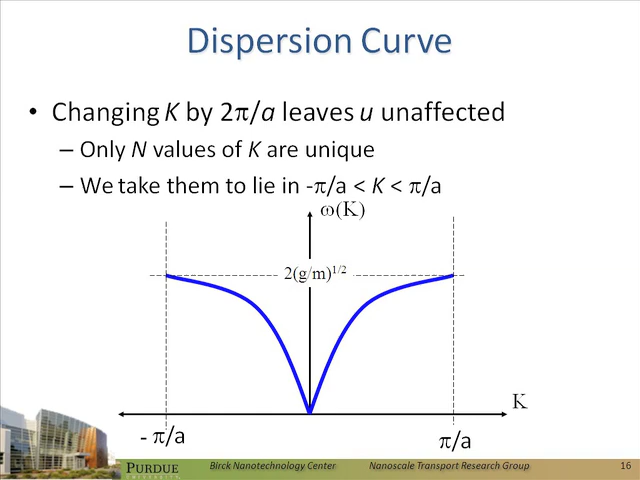 Dispersion Curve
• Changing K by 2π/a leaves u unaffected
– Only N values of K are unique
– We take them to lie in -π/a < K < π/a
ω(K)
2(g/m)^1/2
K
- π/a
π/a
PURDUE
UNIVERSITY
Birck Nanotechnology Center
Nanoscale Transport Research Group
16